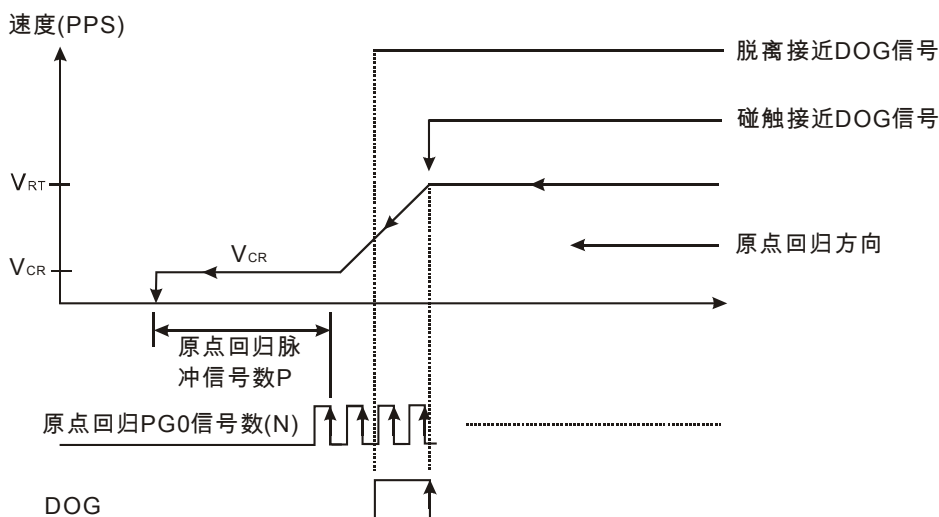 速度(PPS)
脱离接近DOG信号
碰触接近DOG信号
VRT
原点回归方向
VCR
VCR
原点回归脉
冲信号数P
原点回归PG0信号数(N)
DOG